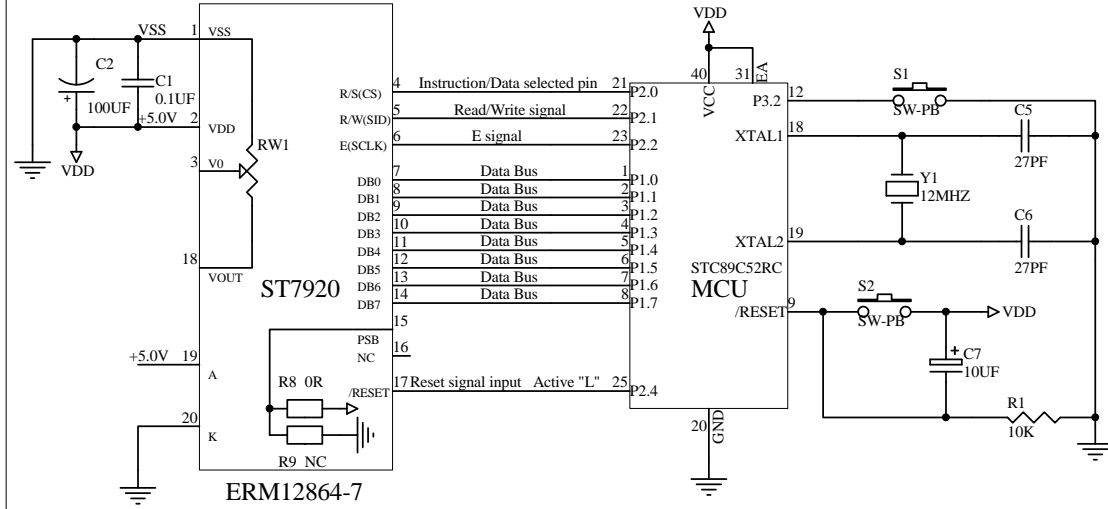 VDD
VSS 1 VSS
C2
100UF
C1
0.1UF
+5.0V 2 VDD
VDD
3 V0
RW1
18
VOUT
ST7920
+5.0V 19
A
20
K
R/S(CS) 4 Instruction/Data selected pin 21 P2.0
R/W(SID) 5 Read/Write signal 22 P2.1
E(SCLK) 6 E signal 23 P2.2
DB0 7 Data Bus 1 P1.0
DB1 8 Data Bus 2 P1.1
DB2 9 Data Bus 3 P1.2
DB3 10 Data Bus 4 P1.3
DB4 11 Data Bus 5 P1.4
DB5 12 Data Bus 6 P1.5
DB6 13 Data Bus 7 P1.6
DB7 14 Data Bus 8 P1.7
15
PSB
NC 16
/RESET 17 Reset signal input Active "L" 25 P2.4
R8 0R
R9 NC
ERM12864-7
40 VCC
31 EA
P3.2 12
S1
SW-PB
XTAL1 18
C5
27PF
Y1
12MHZ
XTAL2 19
C6
27PF
STC89C52RC
MCU
/RESET 9
S2
SW-PB
VDD
+
C7
10UF
R1
10K
20 GND